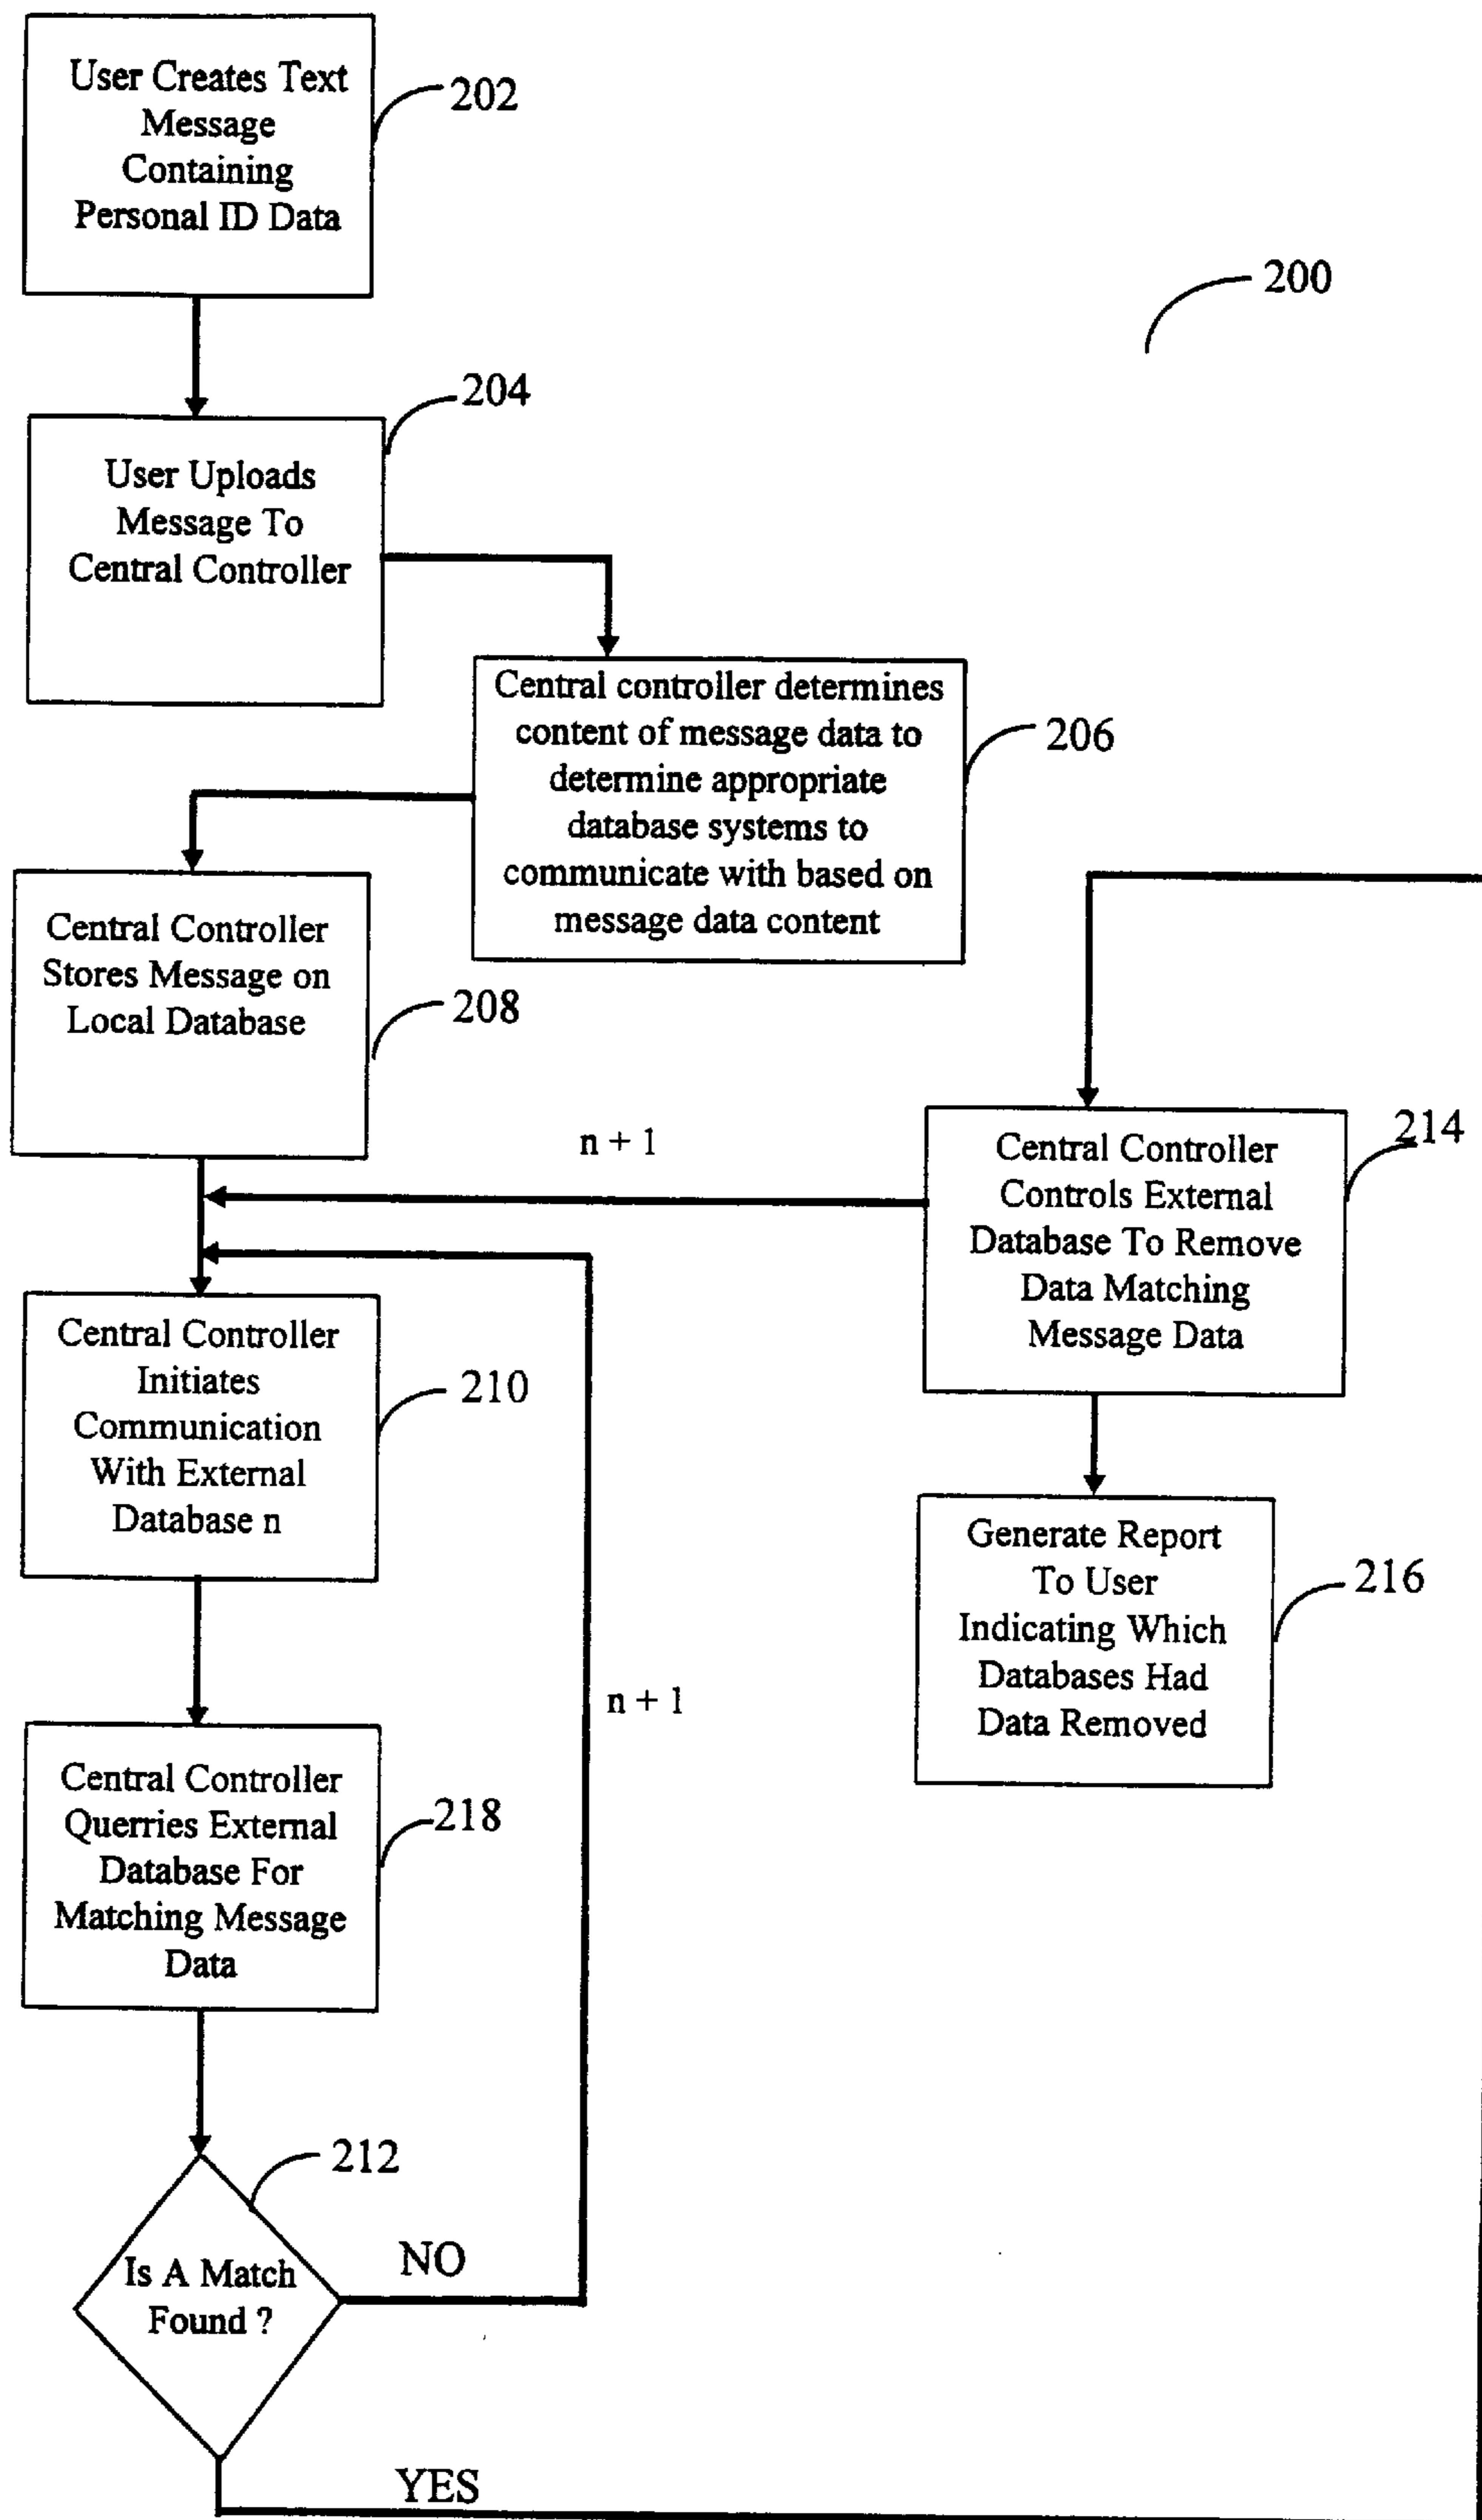 User Creates Text
Message
Containing
Personal ID Data
202
200
204
User Uploads
Message To
Central Controller
Central controller determines
content of message data to
determine appropriate
database systems to
communicate with based on
message data content
206
Central Controller
Stores Message on
Local Database
208
n + 1
Central Controller
Controls External
Database To Remove
Data Matching
Message Data
214
Central Controller
Initiates
Communication
With External
Database n
210
Generate Report
To User
Indicating Which
Databases Had
Data Removed
216
n + 1
Central Controller
Querries External
Database For
Matching Message
Data
218
212
Is A Match
Found ?
NO
YES